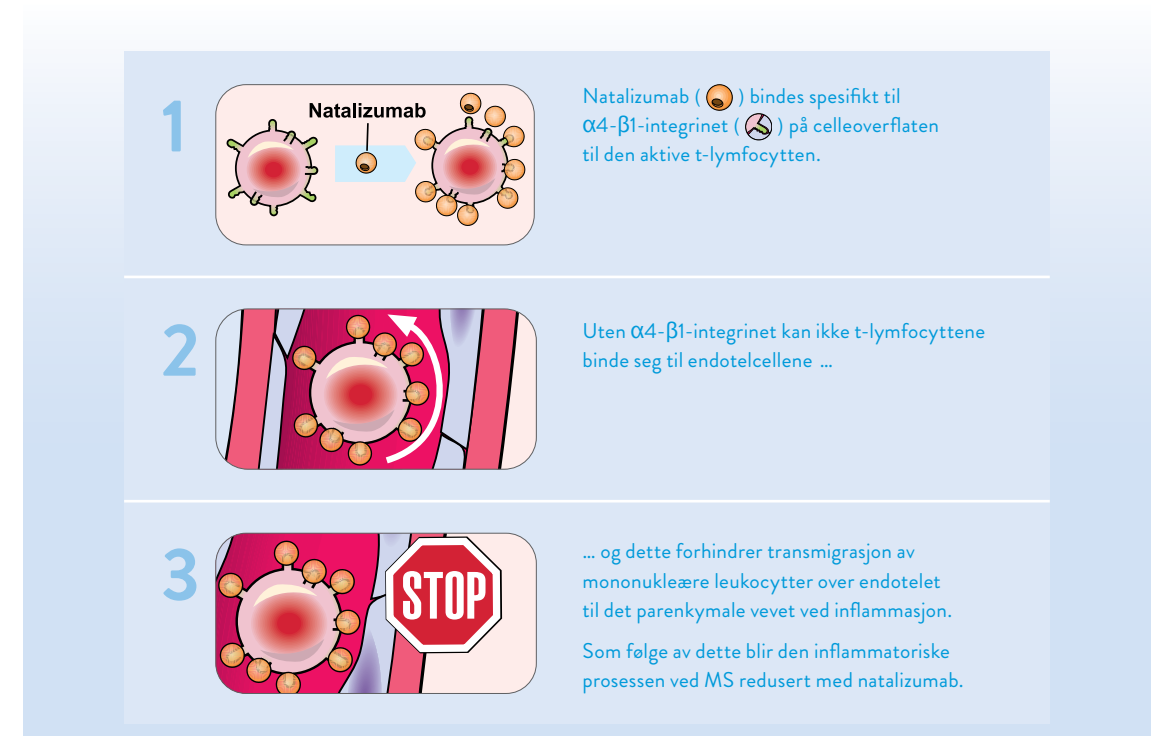 1
Natalizumab
Natalizumab ( ) bindes spesifikt til
α4-β1-integrinet ( ) på celleoverflaten
til den aktive t-lymfocytten.
2
Uten α4-β1-integrinet kan ikke t-lymfocyttene
binde seg til endotelcellene ...
3
STOP
... og dette forhindrer transmigrasjon av
mononukleære leukocytter over endotelet
til det parenkymale vevet ved inflammasjon.
Som følge av dette blir den inflammatoriske
prosessen ved MS redusert med natalizumab.